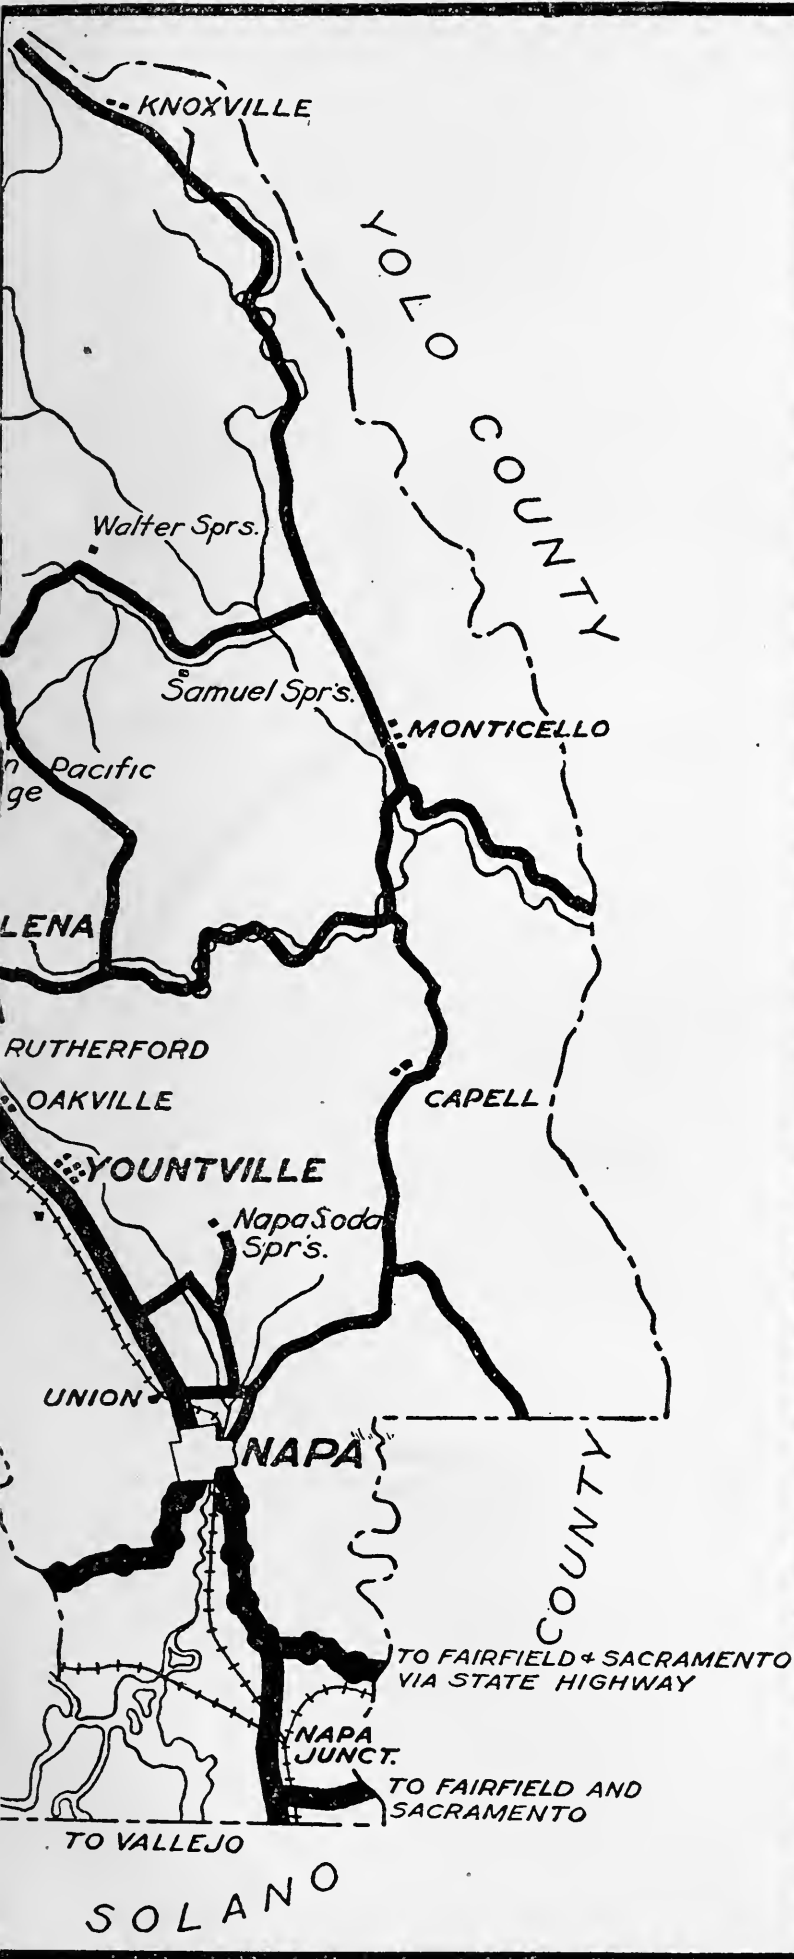 KNOXVILLE
YOLO COUNTY
Walter Sprs.
Samuel Spr's.
MONTICELLO
n Pacific
ge
LENA
RUTHERFORD
OAKVILLE
CAPELL
YOUNTVILLE
Napa Soda
Spr's.
UNION
NAPA
COUNTY
TO FAIRFIELD & SACRAMENTO
VIA STATE HIGHWAY
NAPA
JUNCT.
TO FAIRFIELD AND
SACRAMENTO
TO VALLEJO
SOLANO